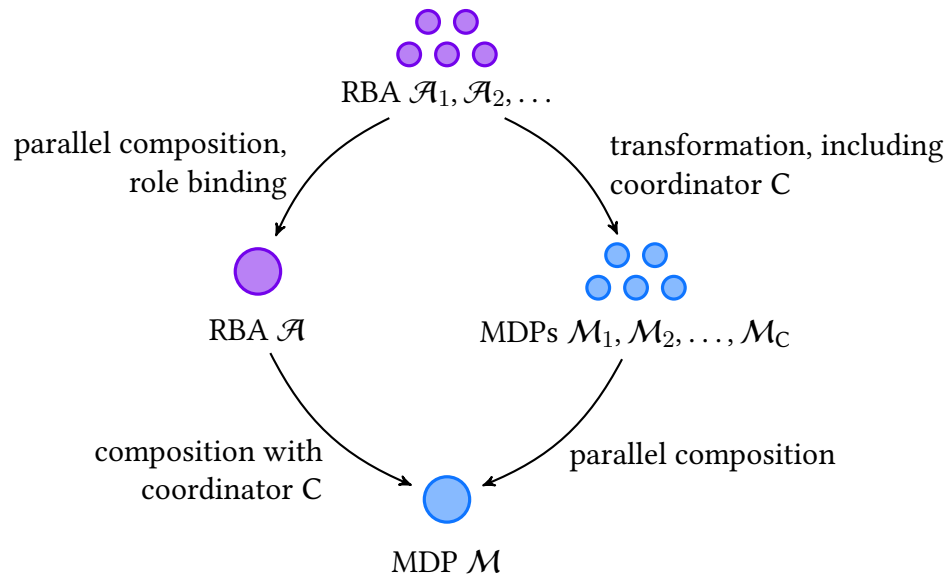 RBA 𝒜₁, 𝒜₂, . . .
parallel composition,
role binding
transformation, including
coordinator C
RBA 𝒜
MDPs ℳ₁, ℳ₂, . . . , ℳ_C
composition with
coordinator C
parallel composition
MDP ℳ